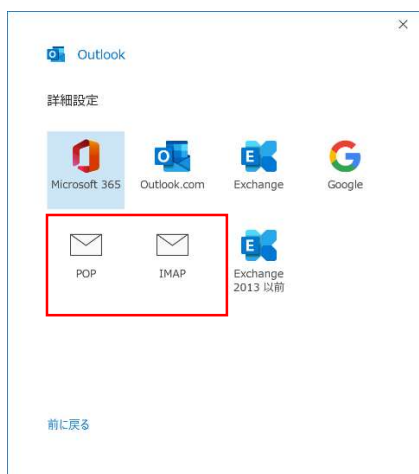 Outlook
詳細設定
Microsoft 365 Outlook.com Exchange Google
POP IMAP Exchange
2013 以前
前に戻る